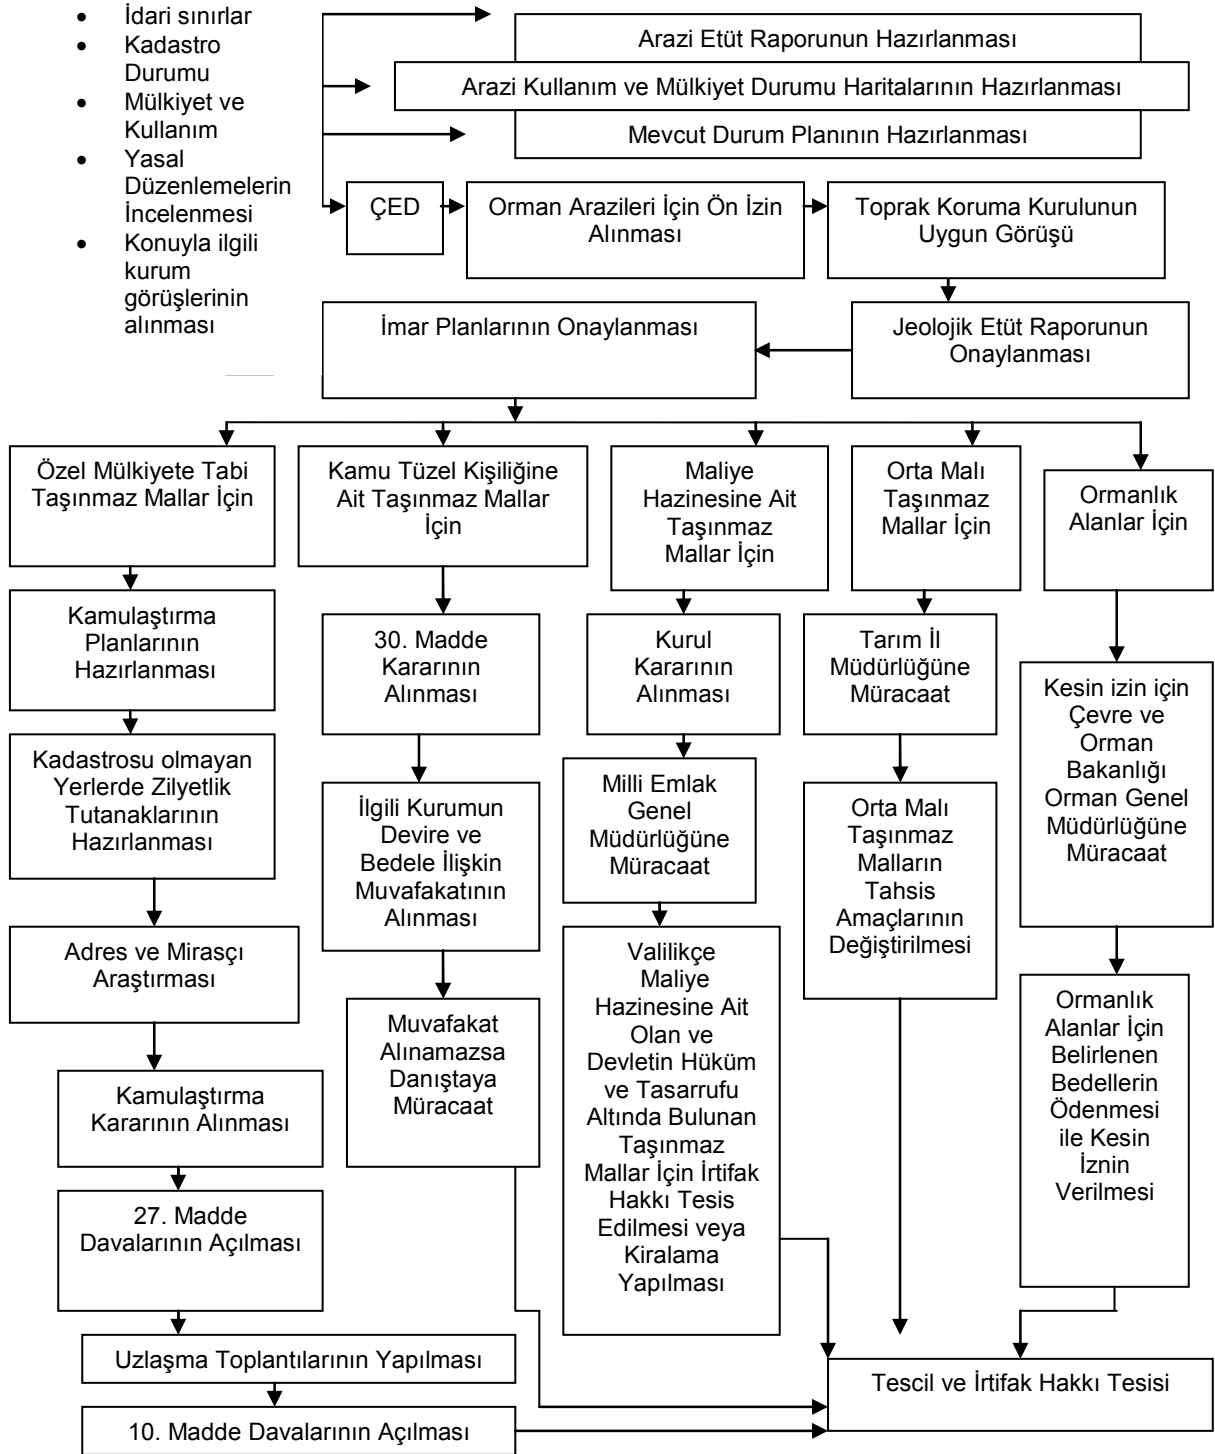 • İdari sınırlar
• Kadastro
Durumu
• Mülkiyet ve
Kullanım
• Yasal
Düzenlemelerin
İncelenmesi
• Konuyla ilgili
kurum
görüşlerinin
alınması
Arazi Etüt Raporunun Hazırlanması
Arazi Kullanım ve Mülkiyet Durumu Haritalarının Hazırlanması
Mevcut Durum Planının Hazırlanması
ÇED
Orman Arazileri İçin Ön İzin
Alınması
Toprak Koruma Kurulunun
Uygun Görüşü
Jeolojik Etüt Raporunun
Onaylanması
İmar Planlarının Onaylanması
Özel Mülkiyete Tabi
Taşınmaz Mallar İçin
Kamulaştırma
Planlarının
Hazırlanması
Kadastrosu olmayan
Yerlerde Zilyetlik
Tutanaklarının
Hazırlanması
Adres ve Mirasçı
Araştırması
Kamulaştırma
Kararının Alınması
27. Madde
Davalarının Açılması
Uzlaşma Toplantılarının Yapılması
10. Madde Davalarının Açılması
Kamu Tüzel Kişiliğine
Ait Taşınmaz Mallar
İçin
30. Madde
Kararının
Alınması
İlgili Kurumun
Devire ve
Bedele İlişkin
Muvafakatının
Alınması
Muvafakat
Alınamazsa
Danıştaya
Müracaat
Maliye
Hazinesine Ait
Taşınmaz
Mallar İçin
Kurul
Kararının
Alınması
Milli Emlak
Genel
Müdürlüğüne
Müracaat
Valilikçe
Maliye
Hazinesine Ait
Olan ve
Devletin Hüküm
ve Tasarrufu
Altında Bulunan
Taşınmaz
Mallar İçin İrtifak
Hakkı Tesis
Edilmesi veya
Kiralama
Yapılması
Orta Malı
Taşınmaz
Mallar İçin
Tarım İl
Müdürlüğüne
Müracaat
Orta Malı
Taşınmaz
Malların
Tahsis
Amaçlarının
Değiştirilmesi
Ormanlık
Alanlar İçin
Kesin izin için
Çevre ve
Orman
Bakanlığı
Orman Genel
Müdürlüğüne
Müracaat
Ormanlık
Alanlar İçin
Belirlenen
Bedellerin
Ödenmesi
ile Kesin
İznin
Verilmesi
Tescil ve İrtifak Hakkı Tesisi